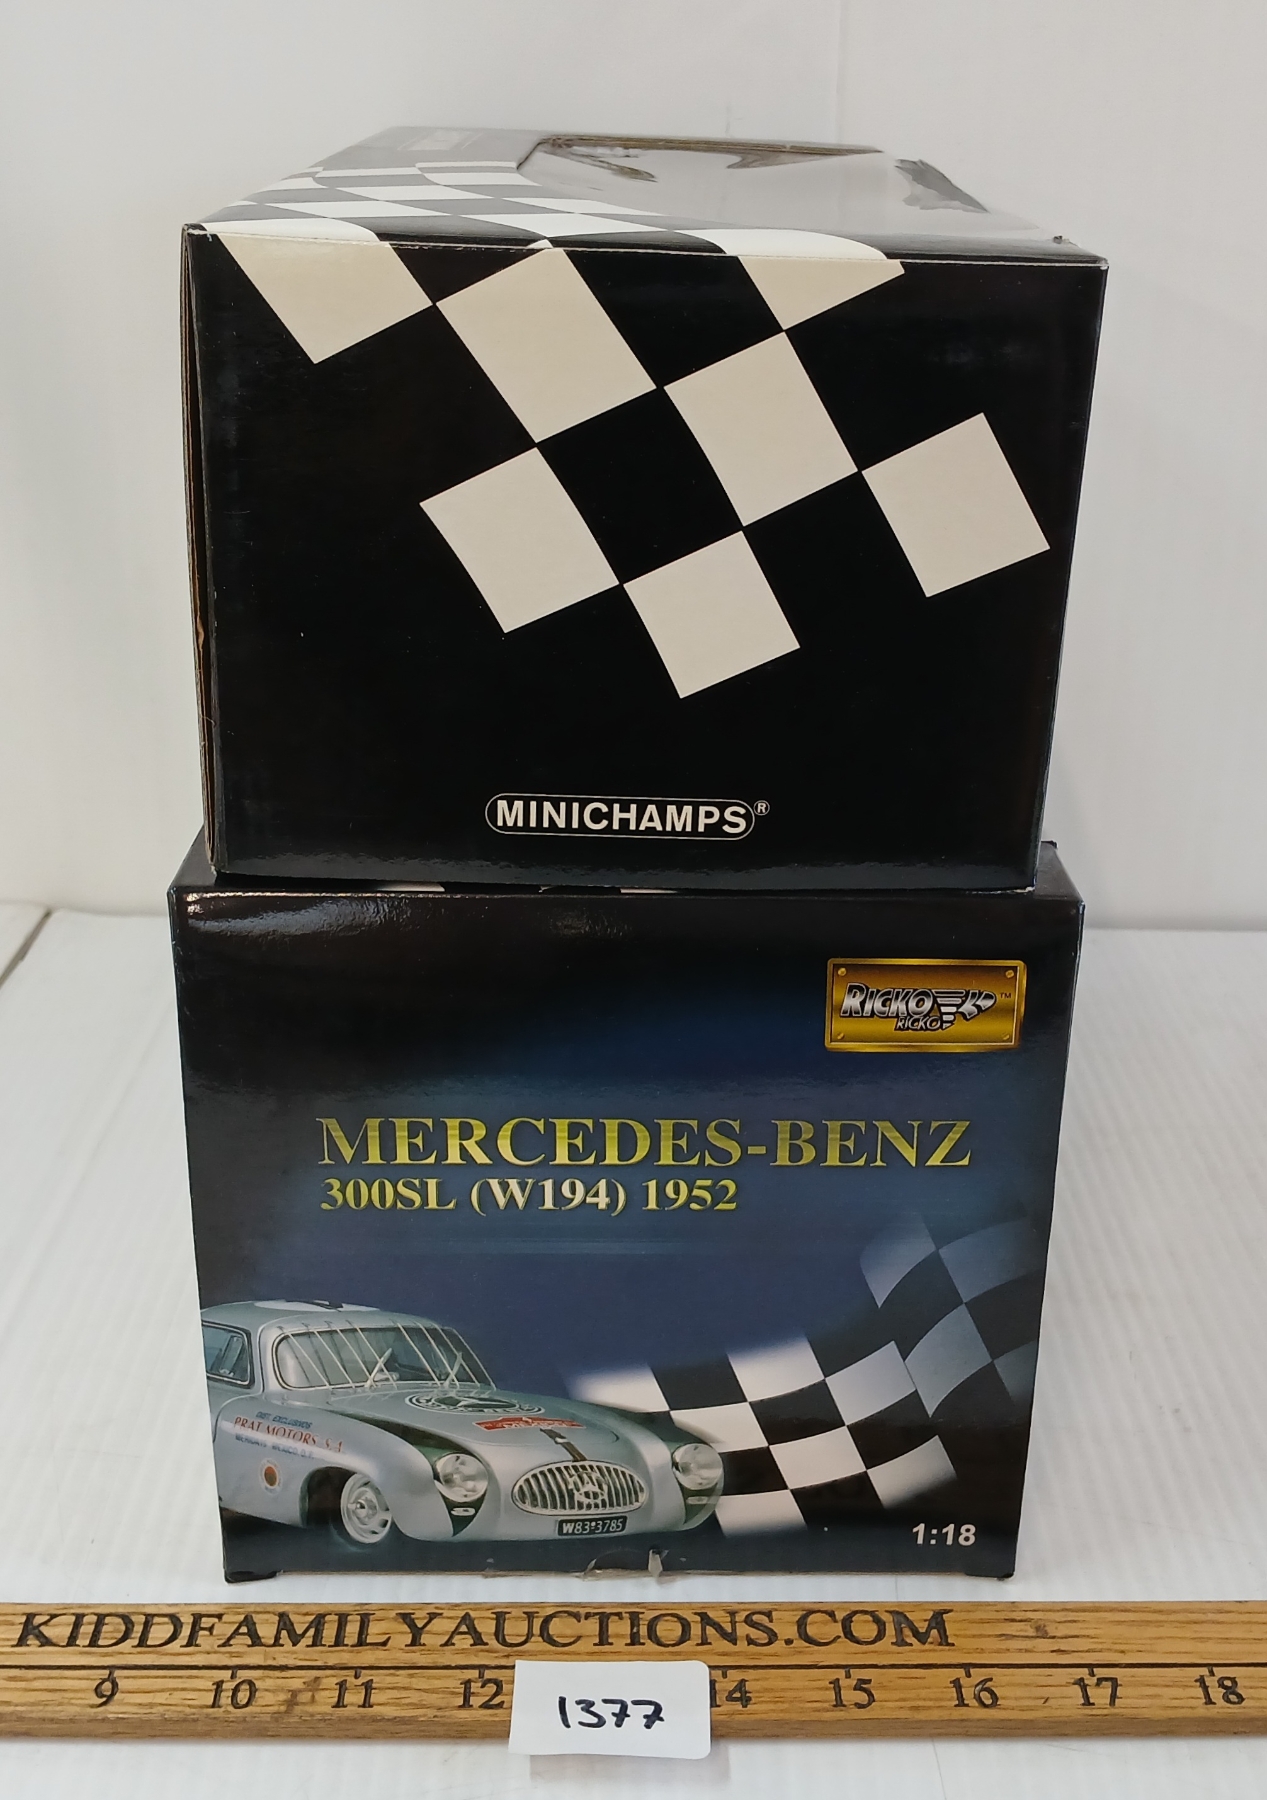 MINICHAMPS®
RICKO ™
RICKO
MERCEDES-BENZ
300SL (W194) 1952
PRAT MOTORS S.A
W83-3785
1:18
KIDDFAMILYAUCTIONS.COM
9 10 11 12 14 15 16 17 18
1377